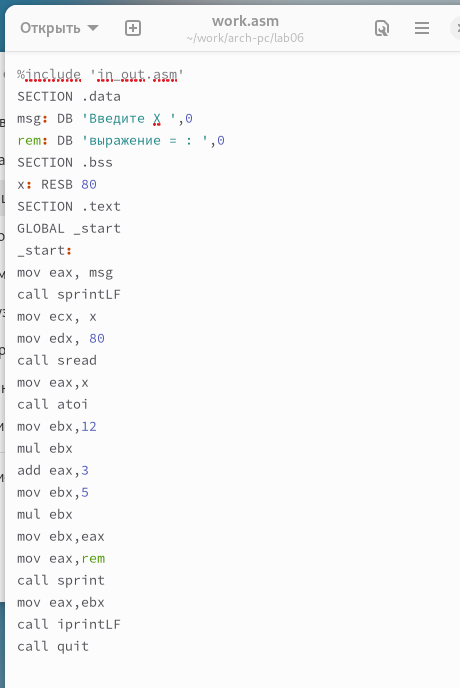 Открыть
work.asm
~/work/arch-pc/lab06
%include 'in_out.asm'
SECTION .data
msg: DB 'Введите X ',0
rem: DB 'выражение = : ',0
SECTION .bss
x: RESB 80
SECTION .text
GLOBAL _start
_start:
mov eax, msg
call sprintLF
mov ecx, x
mov edx, 80
call sread
mov eax,x
call atoi
mov ebx,12
mul ebx
add eax,3
mov ebx,5
mul ebx
mov ebx,eax
mov eax,rem
call sprint
mov eax,ebx
call iprintLF
call quit